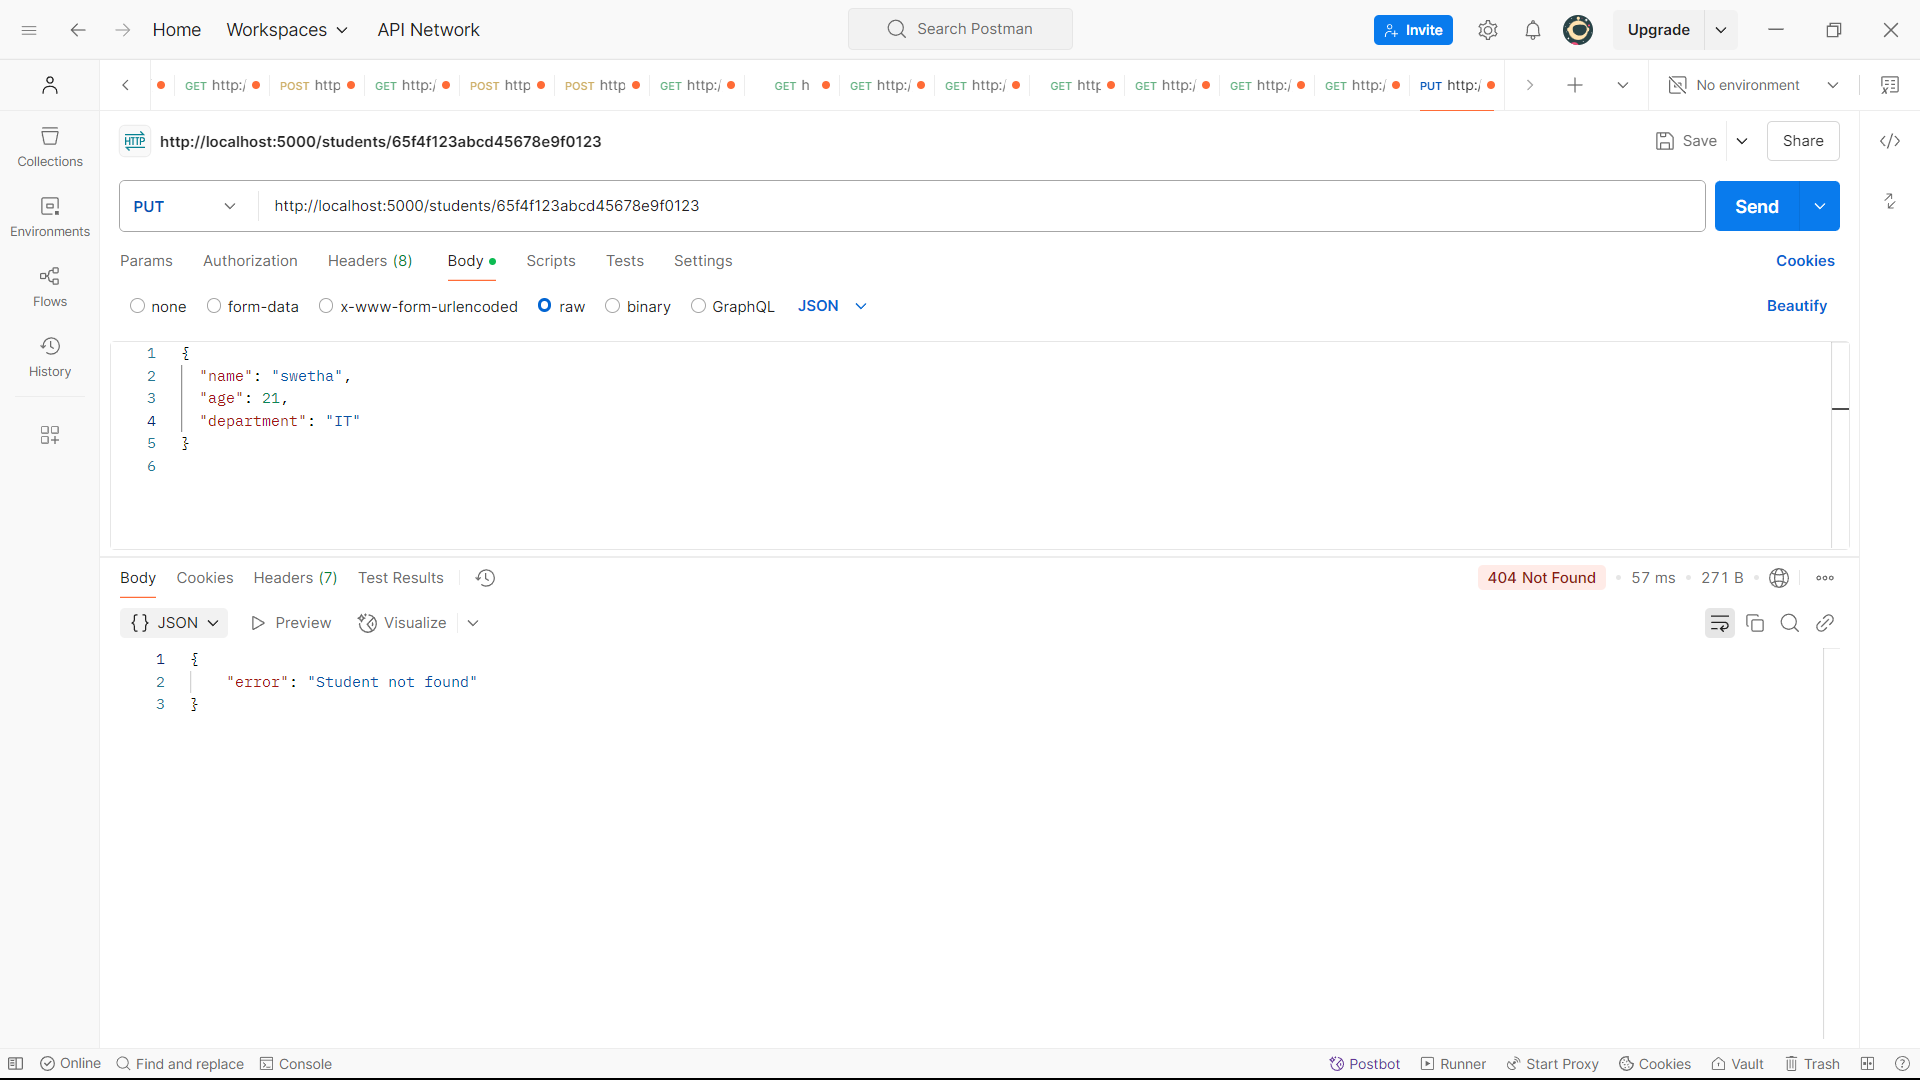 Home Workspaces API Network Search Postman Invite Upgrade
GET http:/ POST http GET http:/ POST http POST http GET http:/ GET h GET http:/ GET http:/ GET http GET http:/ GET http:/ GET http:/ PUT http:/ No environment
HTTP http://localhost:5000/students/65f4f123abcd45678e9f0123 Save Share
Collections
PUT http://localhost:5000/students/65f4f123abcd45678e9f0123 Send
Environments
Params Authorization Headers (8) Body Scripts Tests Settings Cookies
Flows
none form-data x-www-form-urlencoded raw binary GraphQL JSON Beautify
History
1 {
2 "name": "swetha",
3 "age": 21,
4 "department": "IT"
5 }
6
Body Cookies Headers (7) Test Results 404 Not Found 57 ms 271 B
{} JSON Preview Visualize
1 {
2 "error": "Student not found"
3 }
Online Find and replace Console Postbot Runner Start Proxy Cookies Vault Trash